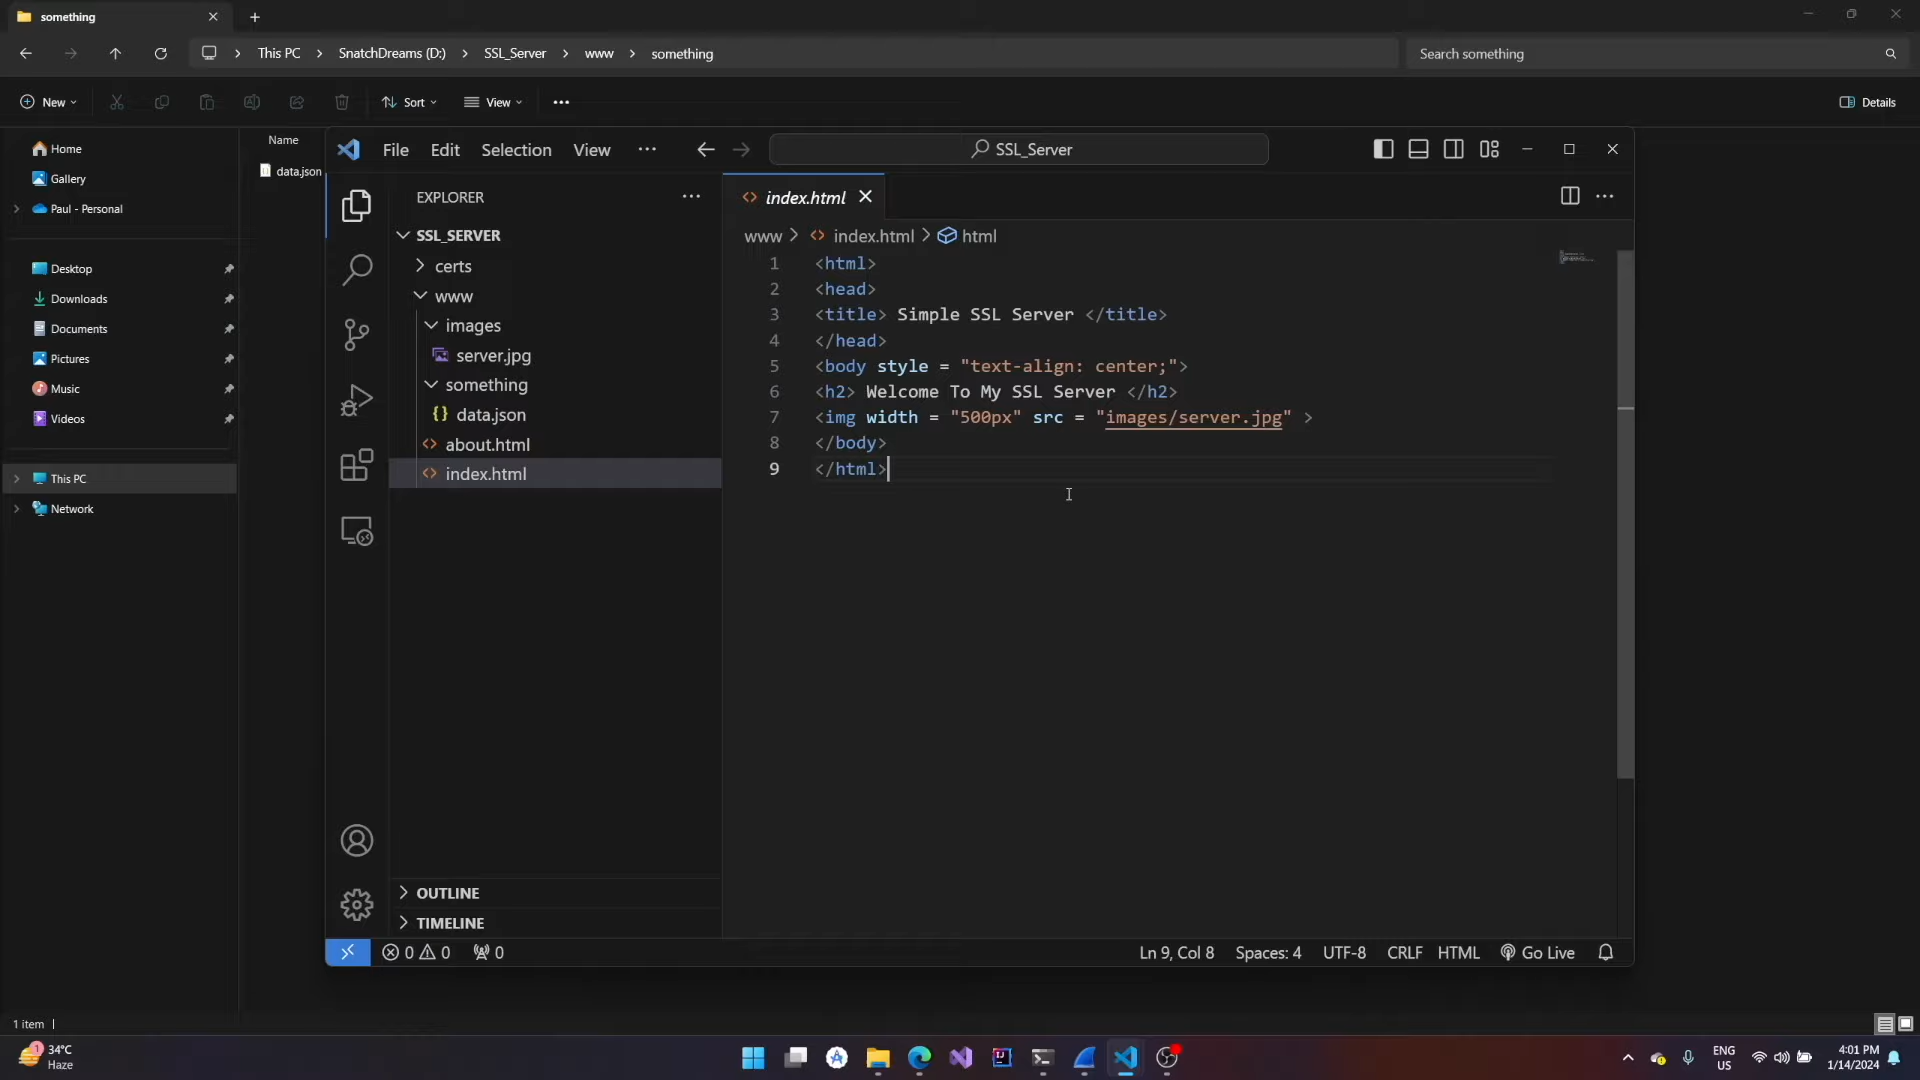 something
This PC
SnatchDreams (D:)
SSL_Server
www
something
Search something
New
Sort
View
Details
Home
Gallery
Paul - Personal
Desktop
Downloads
Documents
Pictures
Music
Videos
This PC
Network
Name
data.json
File
Edit
Selection
View
SSL_Server
EXPLORER
SSL_SERVER
certs
www
images
server.jpg
something
data.json
about.html
index.html
OUTLINE
TIMELINE
index.html
www > index.html > html
1 <html>
2 <head>
3 <title> Simple SSL Server </title>
4 </head>
5 <body style = "text-align: center;">
6 <h2> Welcome To My SSL Server </h2>
7 <img width = "500px" src = "images/server.jpg" >
8 </body>
9 </html>
0 0 0
Ln 9, Col 8
Spaces: 4
UTF-8
CRLF
HTML
Go Live
1 item
1
34°C
Haze
ENG
US
4:01 PM
1/14/2024